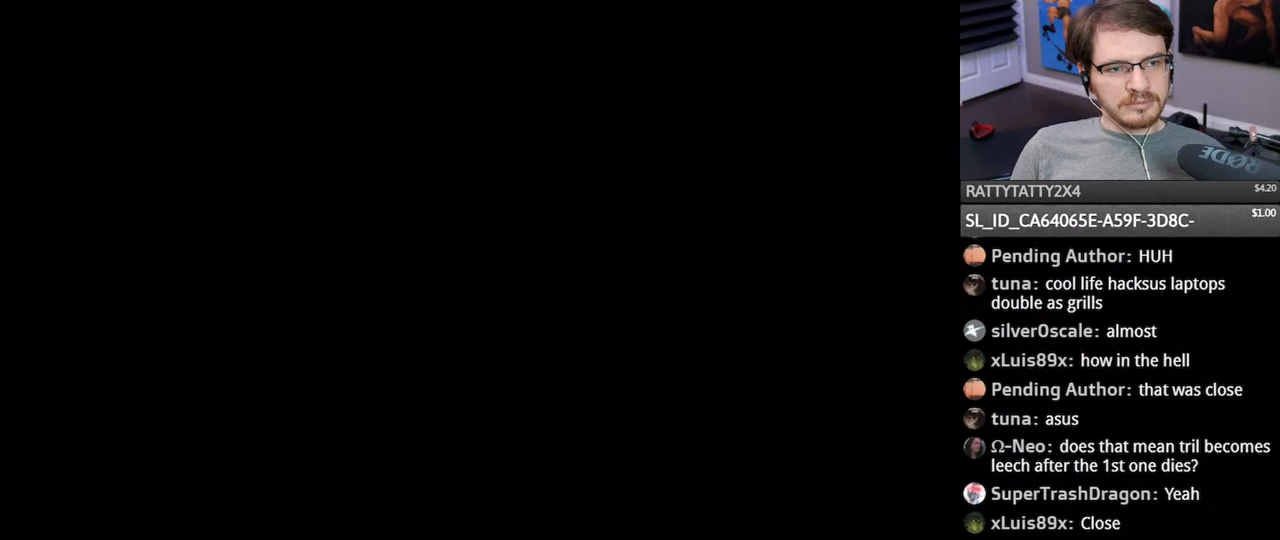 RØDE
RATTYTATTY2X4 $4.20
SL_ID_CA64065E-A59F-3D8C- $1.00
Pending Author: HUH
tuna: cool life hacksus laptops
double as grills
silver0scale: almost
xLuis89x: how in the hell
Pending Author: that was close
tuna: asus
Ω-Neo: does that mean tril becomes
leech after the 1st one dies?
SuperTrashDragon: Yeah
xLuis89x: Close